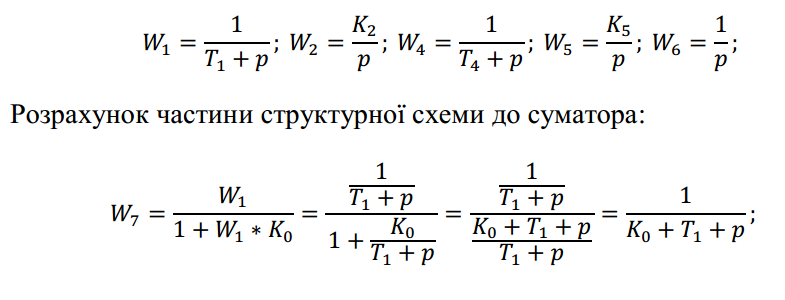 W₁ = 1/(T₁ + p); W₂ = K₂/p; W₄ = 1/(T₄ + p); W₅ = K₅/p; W₆ = 1/p;
Розрахунок частини структурної схеми до суматора:
W₇ = W₁/(1 + W₁ ∗ K₀) = (1/(T₁ + p))/(1 + K₀/(T₁ + p)) = (1/(T₁ + p))/((K₀ + T₁ + p)/(T₁ + p)) = 1/(K₀ + T₁ + p);